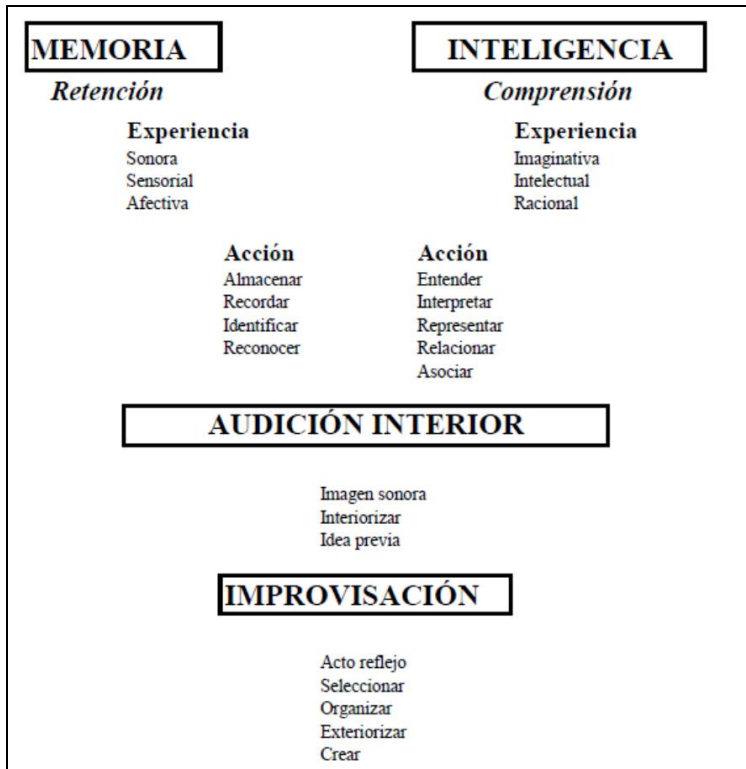 MEMORIA
Retención
Experiencia
Sonora
Sensorial
Afectiva
INTELIGENCIA
Comprensión
Experiencia
Imaginativa
Intelectual
Racional
Acción
Almacenar
Recordar
Identificar
Reconocer
Acción
Entender
Interpretar
Representar
Relacionar
Asociar
AUDICIÓN INTERIOR
Imagen sonora
Interiorizar
Idea previa
IMPROVISACIÓN
Acto reflejo
Seleccionar
Organizar
Exteriorizar
Crear